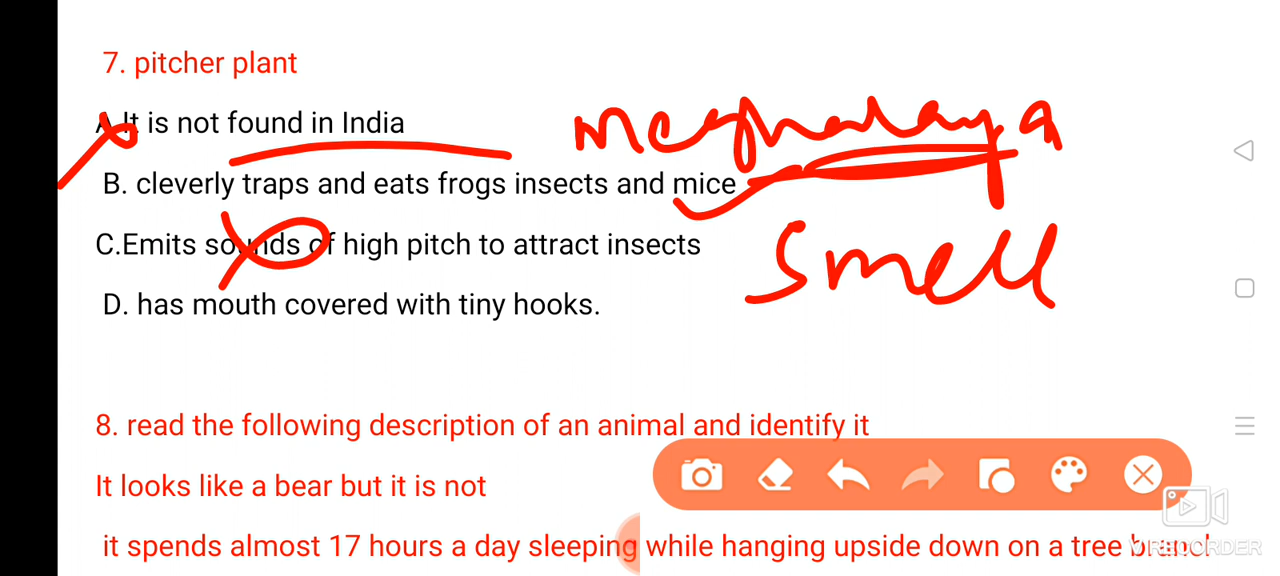 7. pitcher plant
A.It is not found in India
meghalaya
B. cleverly traps and eats frogs insects and mice
C.Emits sounds of high pitch to attract insects
smell
D. has mouth covered with tiny hooks.
8. read the following description of an animal and identify it
It looks like a bear but it is not
it spends almost 17 hours a day sleeping while hanging upside down on a tree branch
V RECORDER